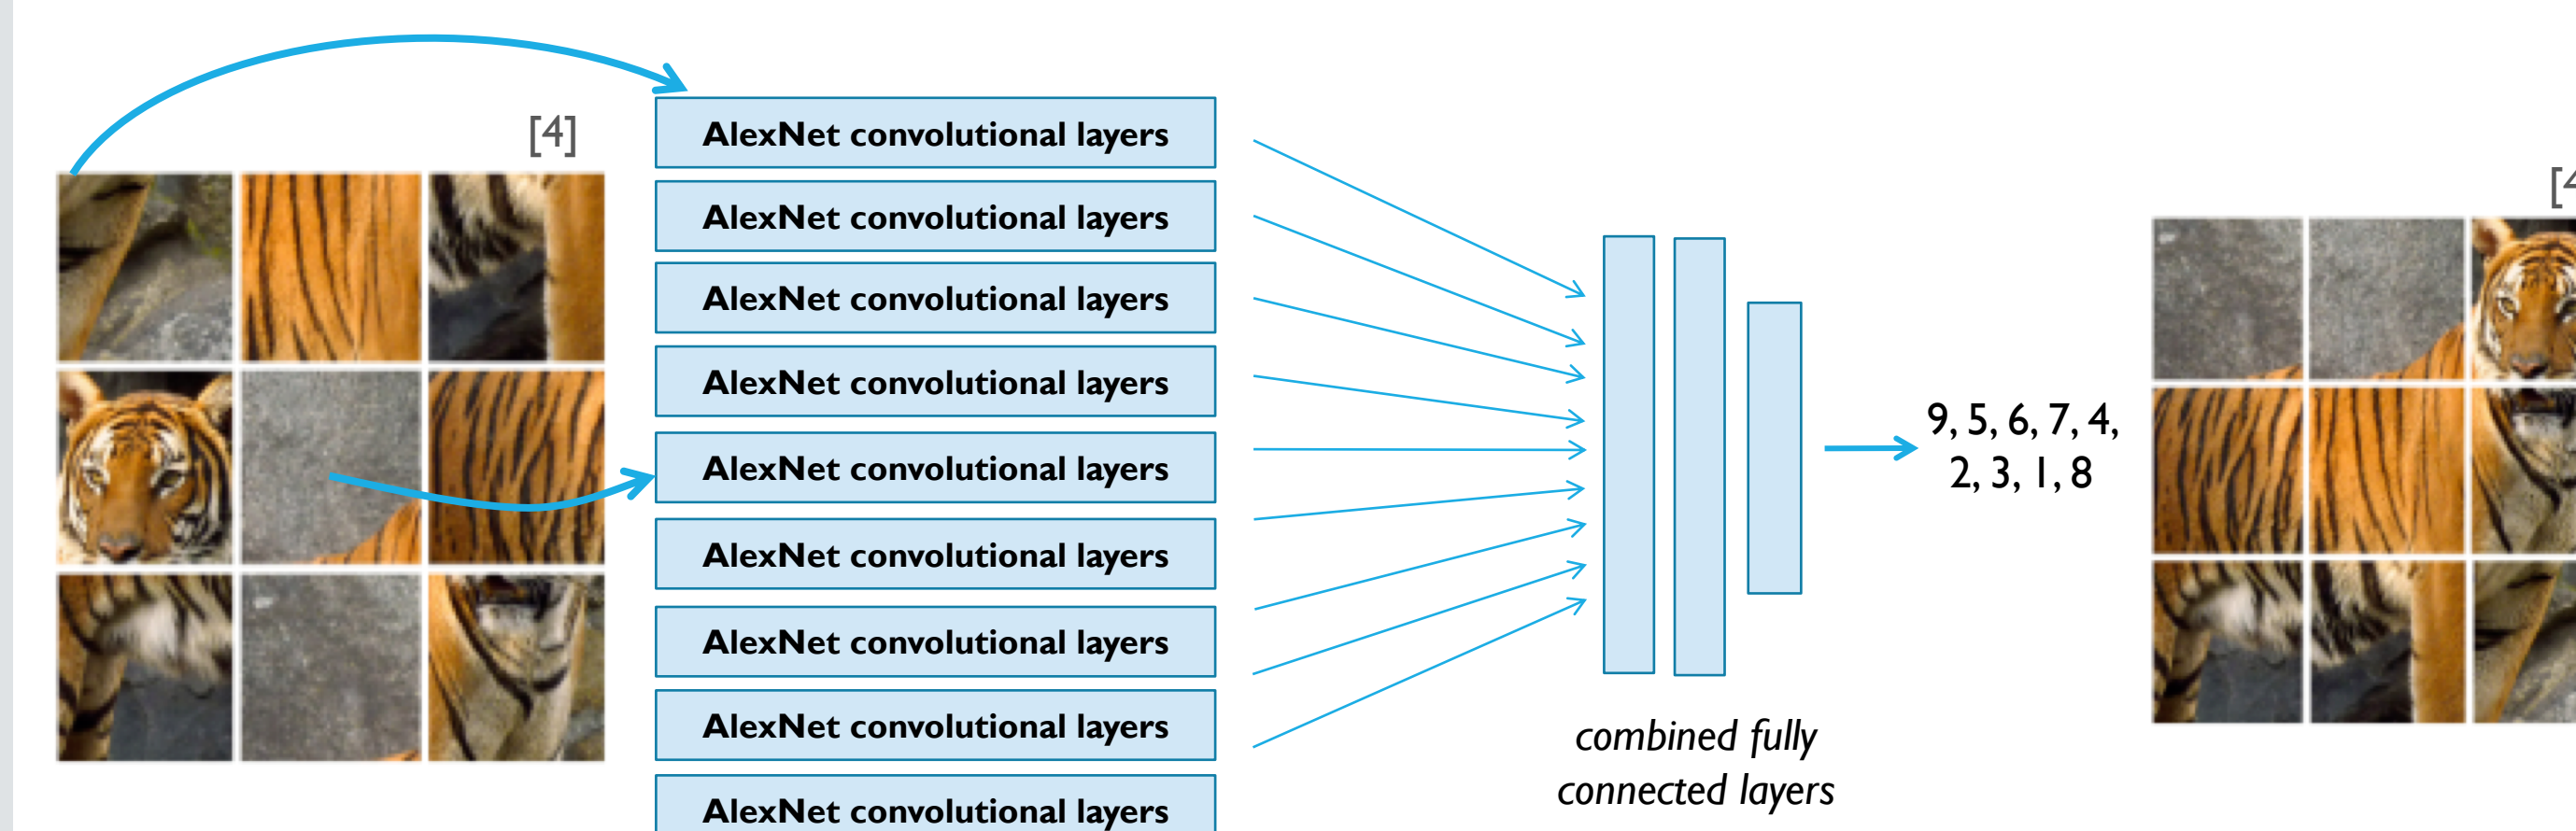 [4]
AlexNet convolutional layers
AlexNet convolutional layers
AlexNet convolutional layers
AlexNet convolutional layers
AlexNet convolutional layers
AlexNet convolutional layers
AlexNet convolutional layers
AlexNet convolutional layers
AlexNet convolutional layers
combined fully
connected layers
9, 5, 6, 7, 4,
2, 3, 1, 8
[4